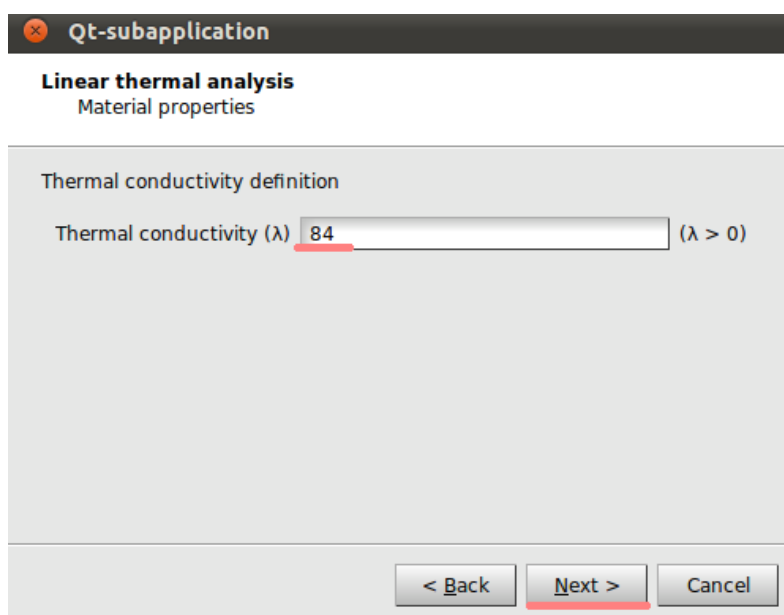 Qt-subapplication
Linear thermal analysis
Material properties
Thermal conductivity definition
Thermal conductivity (λ) 84 (λ > 0)
< Back Next > Cancel